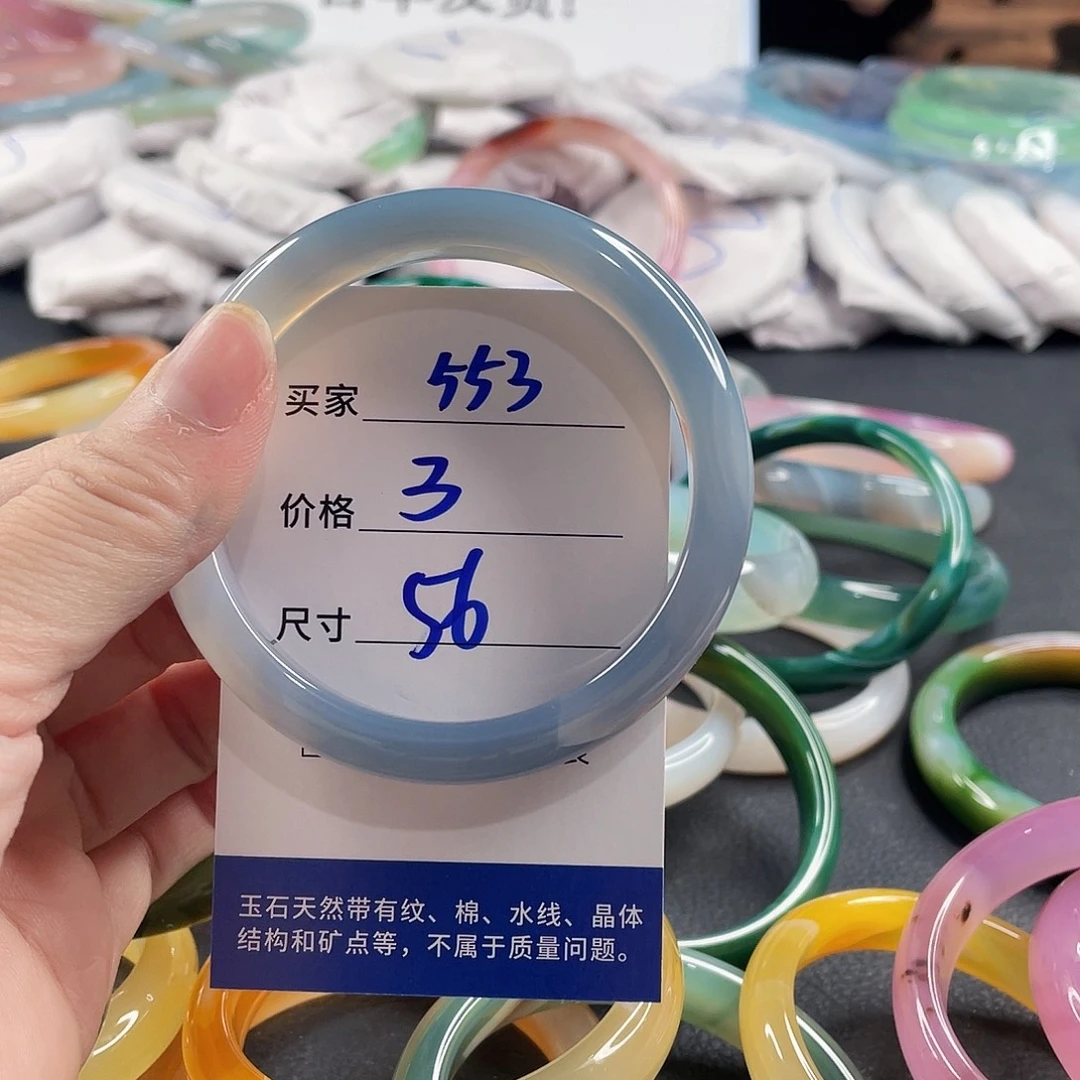 买家 553
价格 3
尺寸 56
玉石天然带有纹、棉、水线、晶体
结构和矿点等，不属于质量问题。